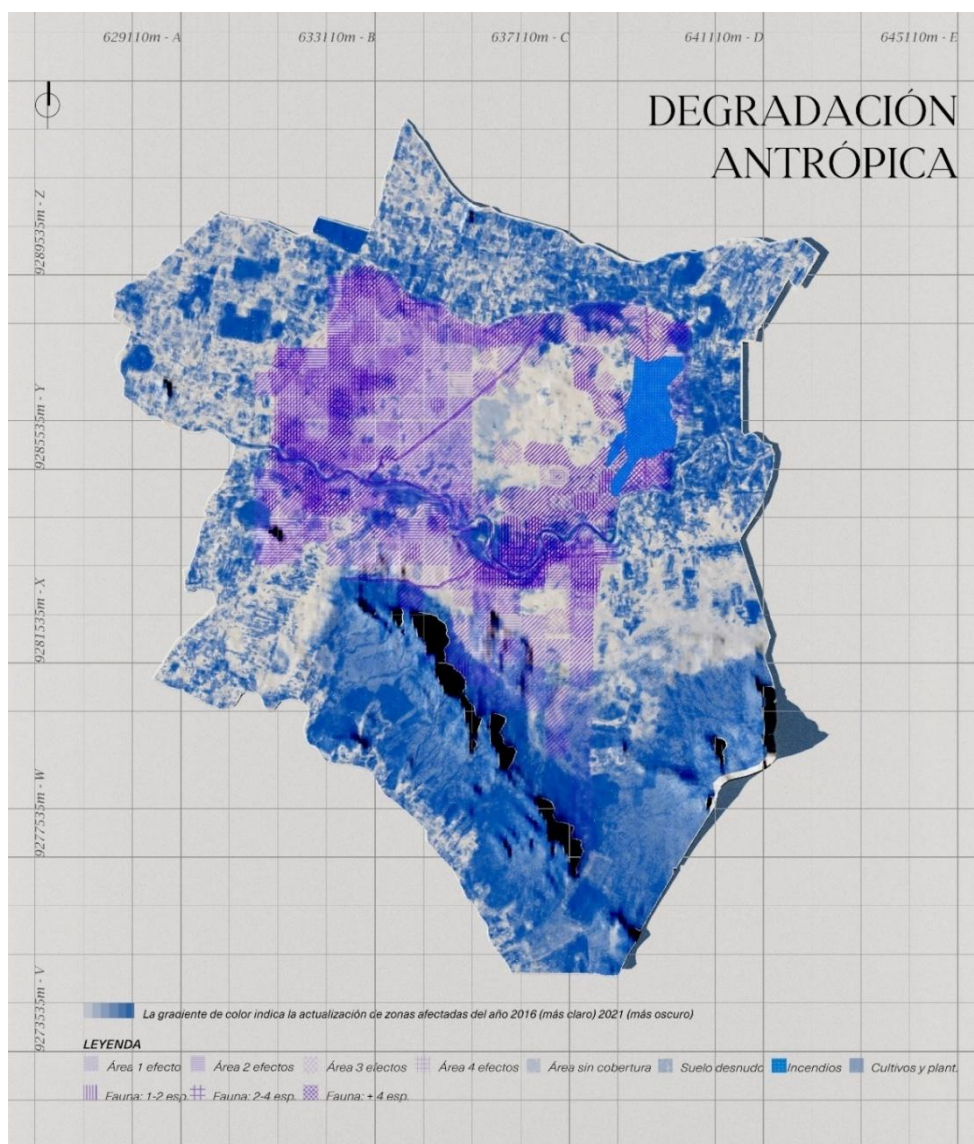 629110m - A 633110m - B 637110m - C 641110m - D 645110m - E
DEGRADACIÓN
ANTRÓPICA
9289535m - Z
9285535m - Y
9281535m - X
9277535m - W
9273535m - V
La gradiente de color indica la actualización de zonas afectadas del año 2016 (más claro) 2021 (más oscuro)
LEYENDA
Área 1 efecto Área 2 efectos Área 3 efectos Área 4 efectos Área sin cobertura Suelo desnudo Incendios Cultivos y plant.
Fauna: 1-2 esp. Fauna: 2-4 esp. Fauna: + 4 esp.